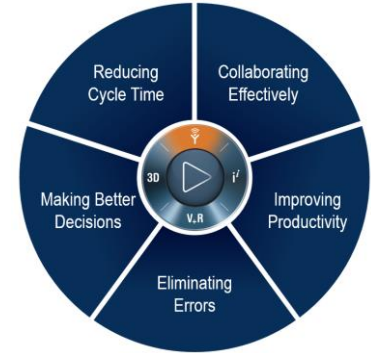 Reducing
Cycle Time
Collaborating
Effectively
3D
i
V.R
Making Better
Decisions
Improving
Productivity
Eliminating
Errors